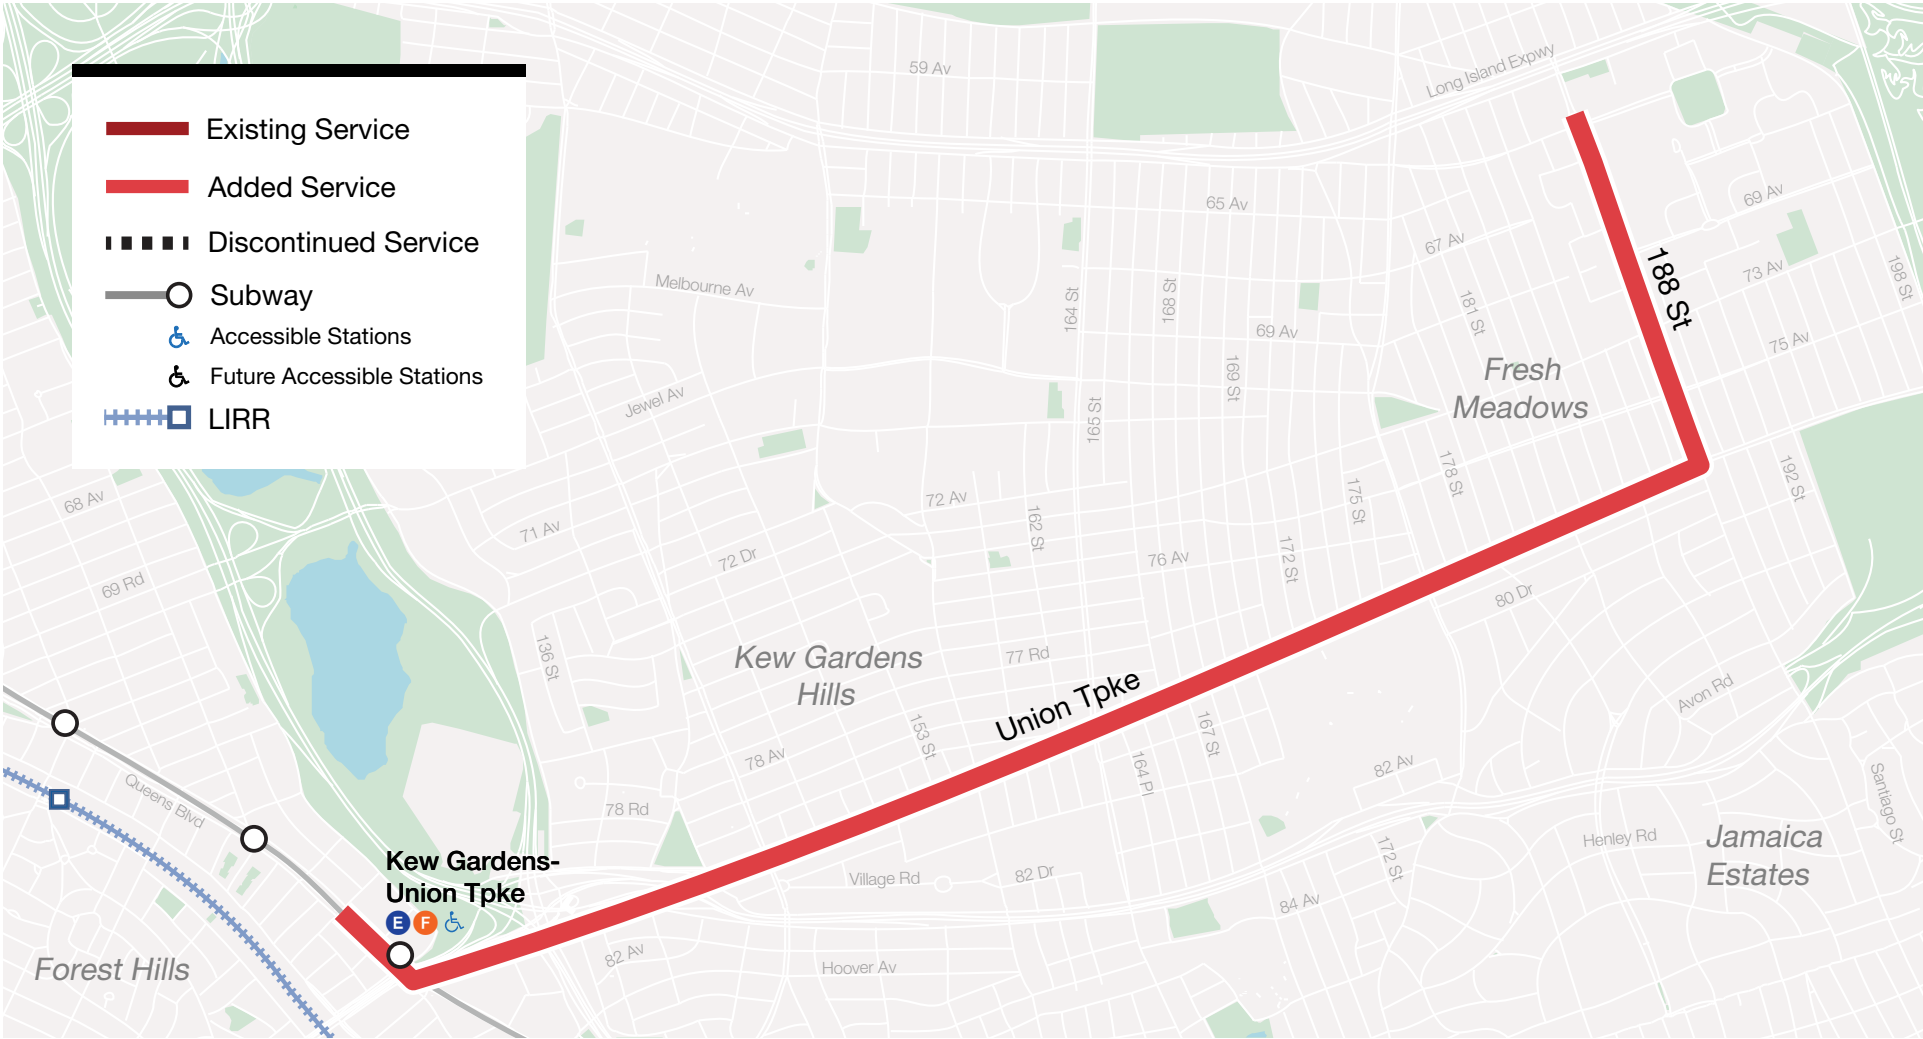 Existing Service
Added Service
Discontinued Service
Subway
Accessible Stations
Future Accessible Stations
LIRR
59 Av
Long Island Expwy
65 Av
67 Av
69 Av
73 Av
198 St
188 St
Melbourne Av
164 St
168 St
181 St
69 Av
75 Av
Jewel Av
169 St
Fresh
Meadows
165 St
68 Av
71 Av
72 Av
162 St
175 St
178 St
192 St
69 Rd
72 Dr
76 Av
172 St
80 Dr
136 St
Kew Gardens
Hills
77 Rd
Union Tpke
Avon Rd
153 St
167 St
78 Av
164 Pl
82 Av
Santiago St
Queens Blvd
78 Rd
Henley Rd
Jamaica
Estates
172 St
Kew Gardens-
Union Tpke
E F
Village Rd
82 Dr
84 Av
82 Av
Hoover Av
Forest Hills